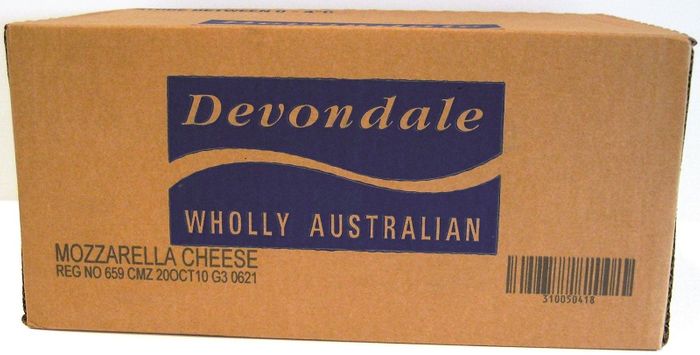 Devondale
WHOLLY AUSTRALIAN
MOZZARELLA CHEESE
REG NO 659 CMZ 20OCT10 G3 0621
310050418